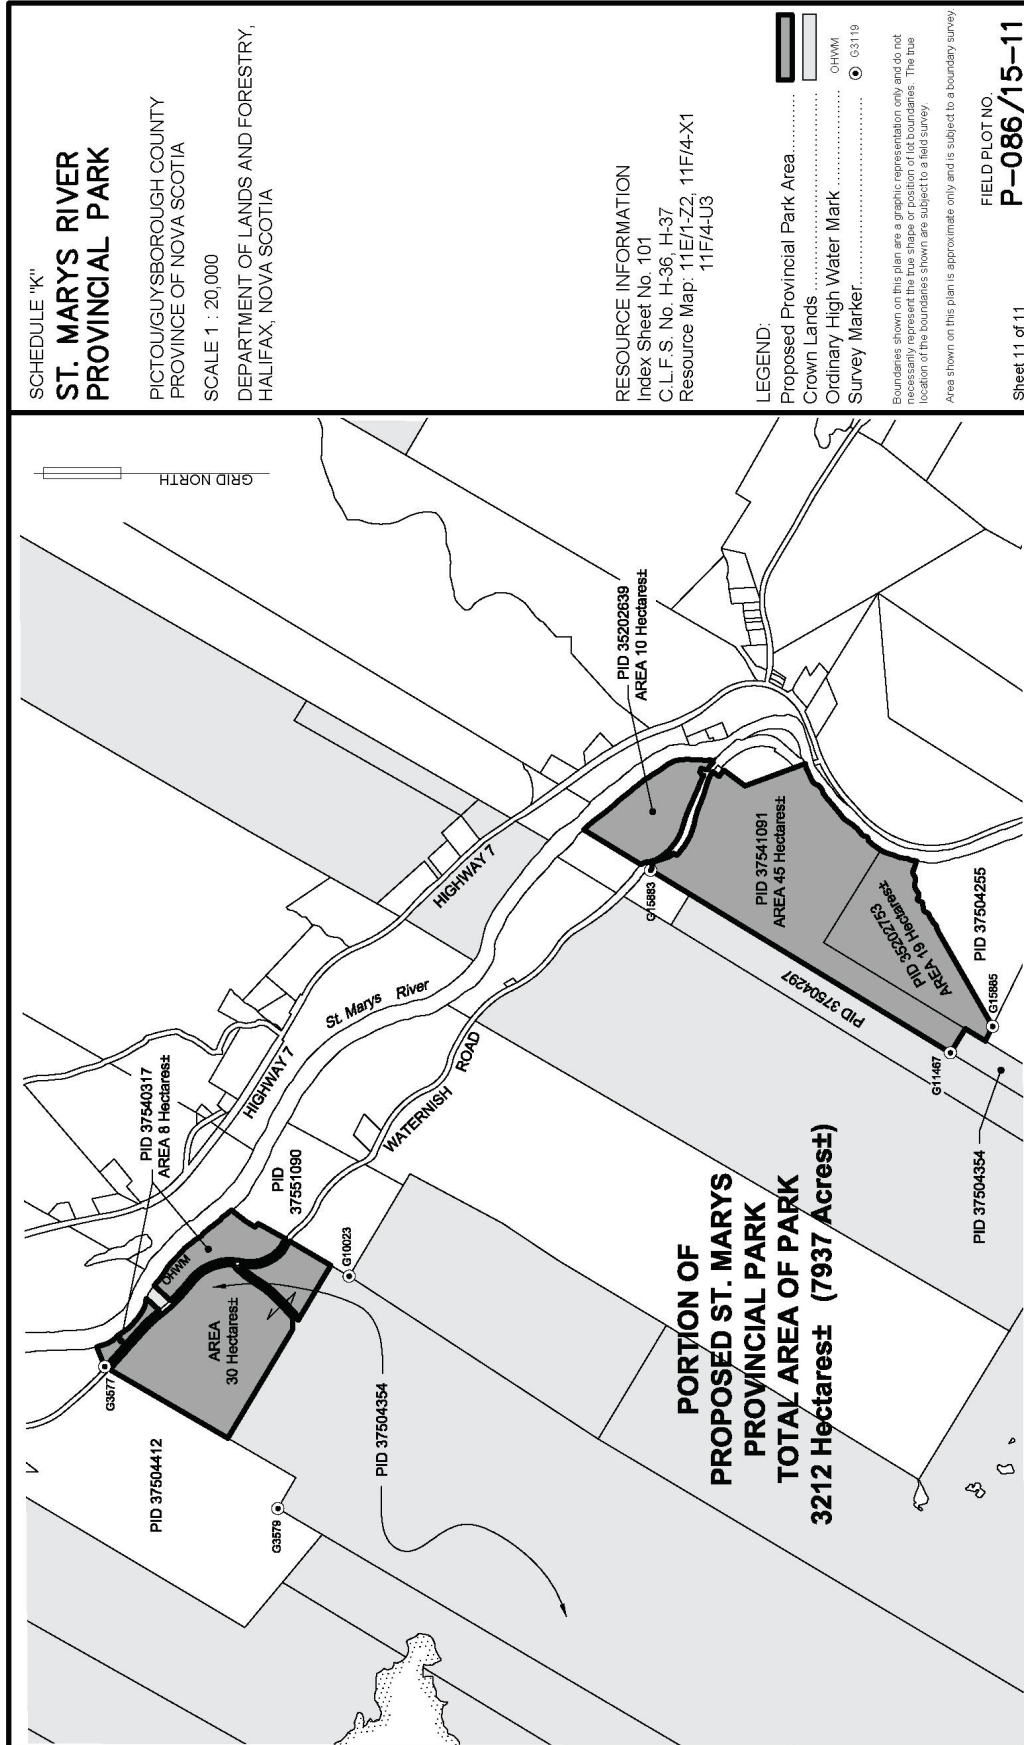 SCHEDULE "K"
ST. MARYS RIVER
PROVINCIAL PARK
PICTOU/GUYSBOROUGH COUNTY
PROVINCE OF NOVA SCOTIA
SCALE 1 : 20,000
DEPARTMENT OF LANDS AND FORESTRY,
HALIFAX, NOVA SCOTIA
RESOURCE INFORMATION
Index Sheet No. 101
C.L.F.S. No. H-36, H-37
Resource Map: 11E/1-Z2, 11F/4-X1
11F/4-U3
LEGEND:
Proposed Provincial Park Area..........
Crown Lands ..........................
Ordinary High Water Mark ............... OHWM
Survey Marker.......................... G3119
Boundaries shown on this plan are a graphic representation only and do not
necessarily represent the true shape or position of lot boundaries. The true
location of the boundaries shown are subject to a field survey.
Area shown on this plan is approximate only and is subject to a boundary survey.
FIELD PLOT NO.
P-086/15-11
Sheet 11 of 11
GRID NORTH
PID 37504412
G3577
G3579
PID 37540317
AREA 8 Hectares±
OHWM
AREA
30 Hectares±
PID 37504354
PID
37551090
G10023
HIGHWAY 7
St. Marys River
WATERNISH ROAD
HIGHWAY 7
PID 35202639
AREA 10 Hectares±
G15883
PID 37541091
AREA 45 Hectares±
PID 37504297
PID 35202753
AREA 19 Hectares±
PID 37504255
G15885
G11467
PID 37504354
PORTION OF
PROPOSED ST. MARYS
PROVINCIAL PARK
TOTAL AREA OF PARK
3212 Hectares± (7937 Acres±)